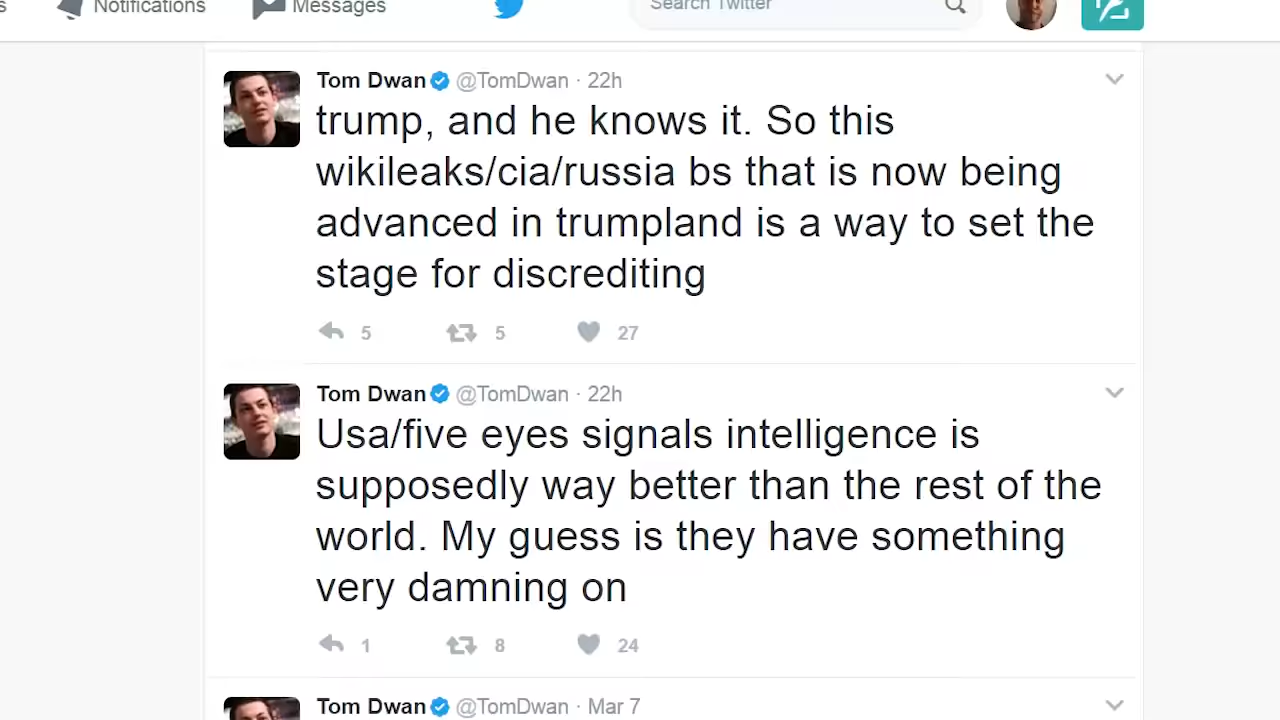 Notifications
Messages
Search Twitter
Tom Dwan @TomDwan · 22h
trump, and he knows it. So this
wikileaks/cia/russia bs that is now being
advanced in trumpland is a way to set the
stage for discrediting
5 5 27
Tom Dwan @TomDwan · 22h
Usa/five eyes signals intelligence is
supposedly way better than the rest of the
world. My guess is they have something
very damning on
1 8 24
Tom Dwan @TomDwan · Mar 7